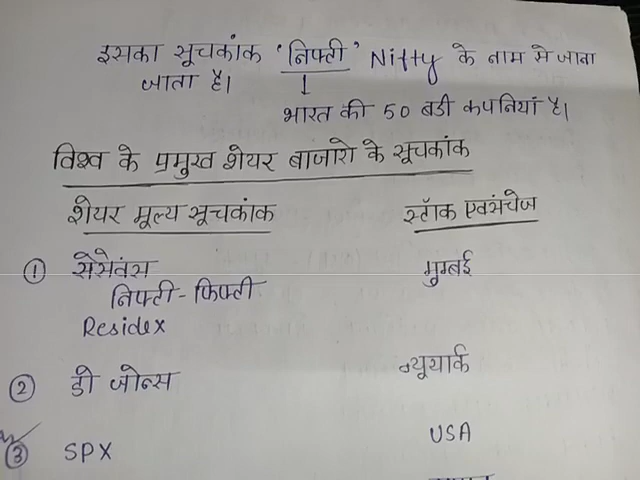 इसका सूचकांक 'निफ्टी' Nifty के नाम से जाना
जाता है।
भारत की 50 बडी कपनियां है।
विश्व के प्रमुख शेयर बाजारो के सूचकांक
शेयर मूल्य सूचकांक स्टॉक एक्सचेंज
① सेंसेक्स मुम्बई
निफ्टी - फिफ्टी
Residex
② डी जोन्स न्यूयार्क
③ SPX USA